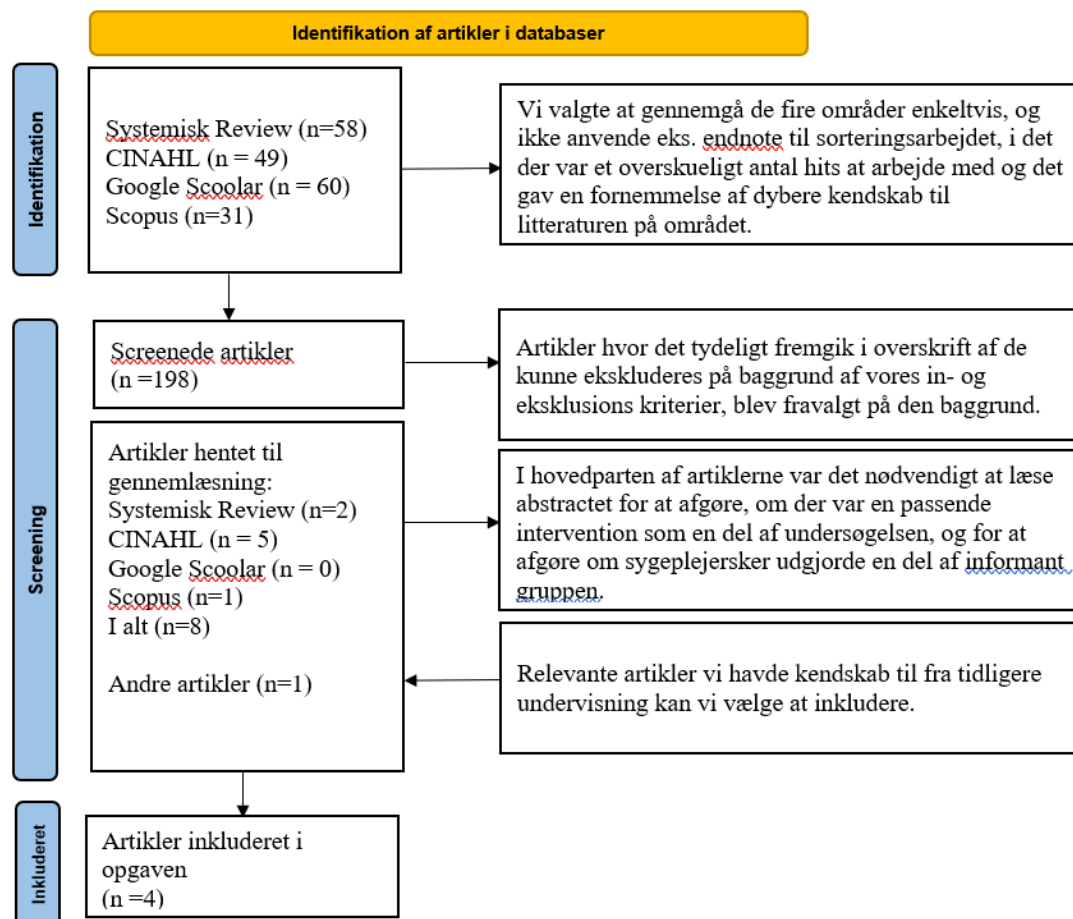 Identifikation af artikler i databaser
Identifikation
Systemisk Review (n=58)
CINAHL (n = 49)
Google Scoolar (n = 60)
Scopus (n=31)
Vi valgte at gennemgå de fire områder enkeltvis, og
ikke anvende eks. endnote til sorteringsarbejdet, i det
der var et overskueligt antal hits at arbejde med og det
gav en fornemmelse af dybere kendskab til
litteraturen på området.
Screening
Screenede artikler
(n =198)
Artikler hvor det tydeligt fremgik i overskrift af de
kunne ekskluderes på baggrund af vores in- og
eksklusions kriterier, blev fravalgt på den baggrund.
Artikler hentet til
gennemlæsning:
Systemisk Review (n=2)
CINAHL (n = 5)
Google Scoolar (n = 0)
Scopus (n=1)
I alt (n=8)
Andre artikler (n=1)
I hovedparten af artiklerne var det nødvendigt at læse
abstractet for at afgøre, om der var en passende
intervention som en del af undersøgelsen, og for at
afgøre om sygeplejersker udgjorde en del af informant
gruppen.
Relevante artikler vi havde kendskab til fra tidligere
undervisning kan vi vælge at inkludere.
Inkluderet
Artikler inkluderet i
opgaven
(n =4)